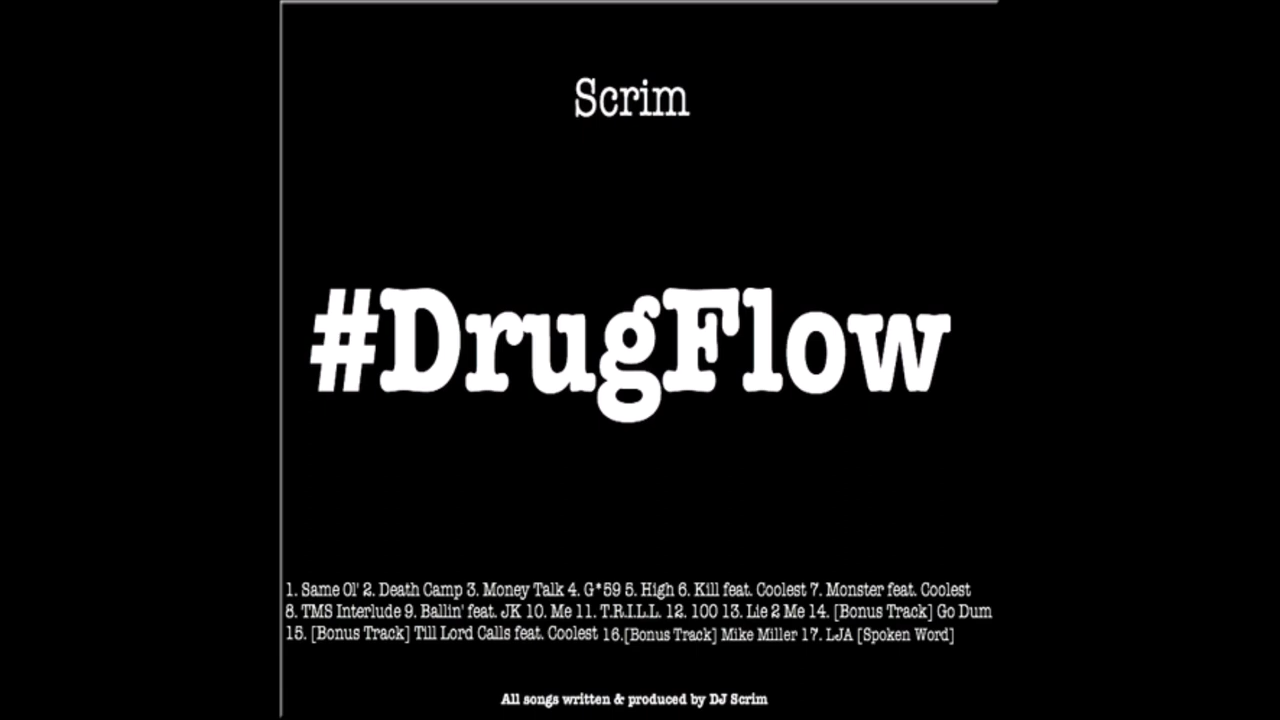 Scrim
#DrugFlow
1. Same Ol' 2. Death Camp 3. Money Talk 4. G*59 5. High 6. Kill feat. Coolest 7. Monster feat. Coolest
8. TMS Interlude 9. Ballin' feat. JK 10. Me 11. T.R.I.L.L. 12. 100 13. Lie 2 Me 14. [Bonus Track] Go Dum
15. [Bonus Track] Till Lord Calls feat. Coolest 16.[Bonus Track] Mike Miller 17. LJA [Spoken Word]
All songs written & produced by DJ Scrim